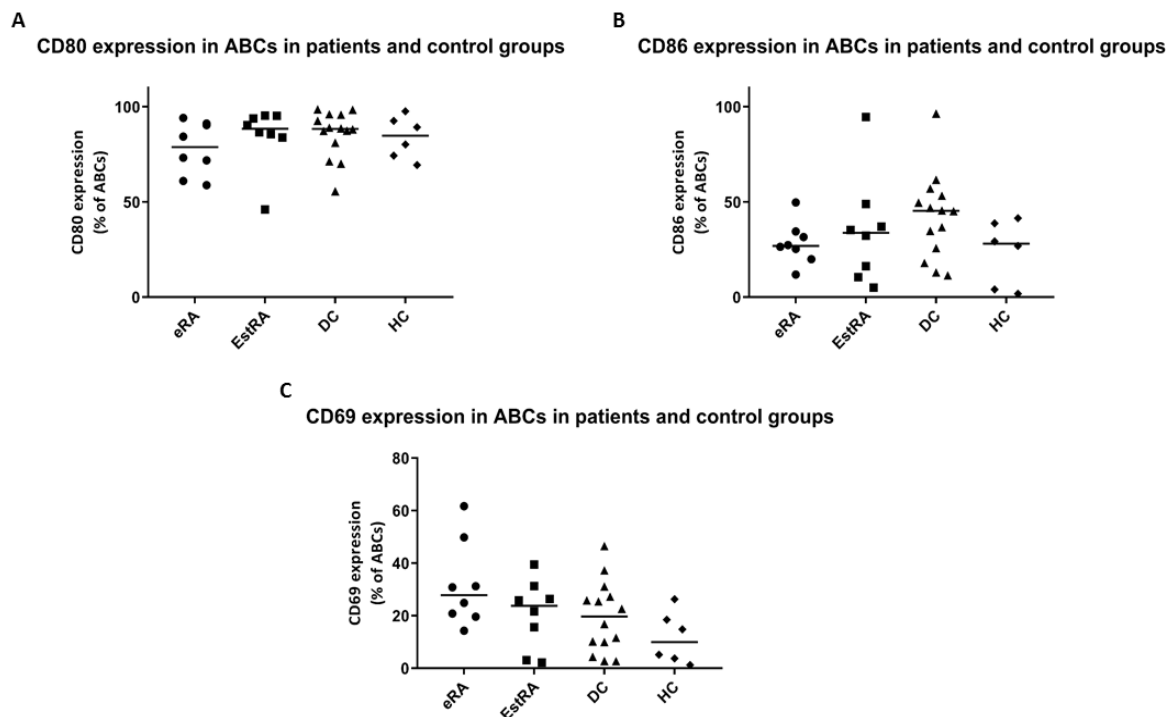 A
CD80 expression in ABCs in patients and control groups
CD80 expression
(% of ABCs)
100
50
0
eRA
EstRA
DC
HC
B
CD86 expression in ABCs in patients and control groups
CD86 expression
(% of ABCs)
100
50
0
eRA
EstRA
DC
HC
C
CD69 expression in ABCs in patients and control groups
CD69 expression
(% of ABCs)
80
60
40
20
0
eRA
EstRA
DC
HC